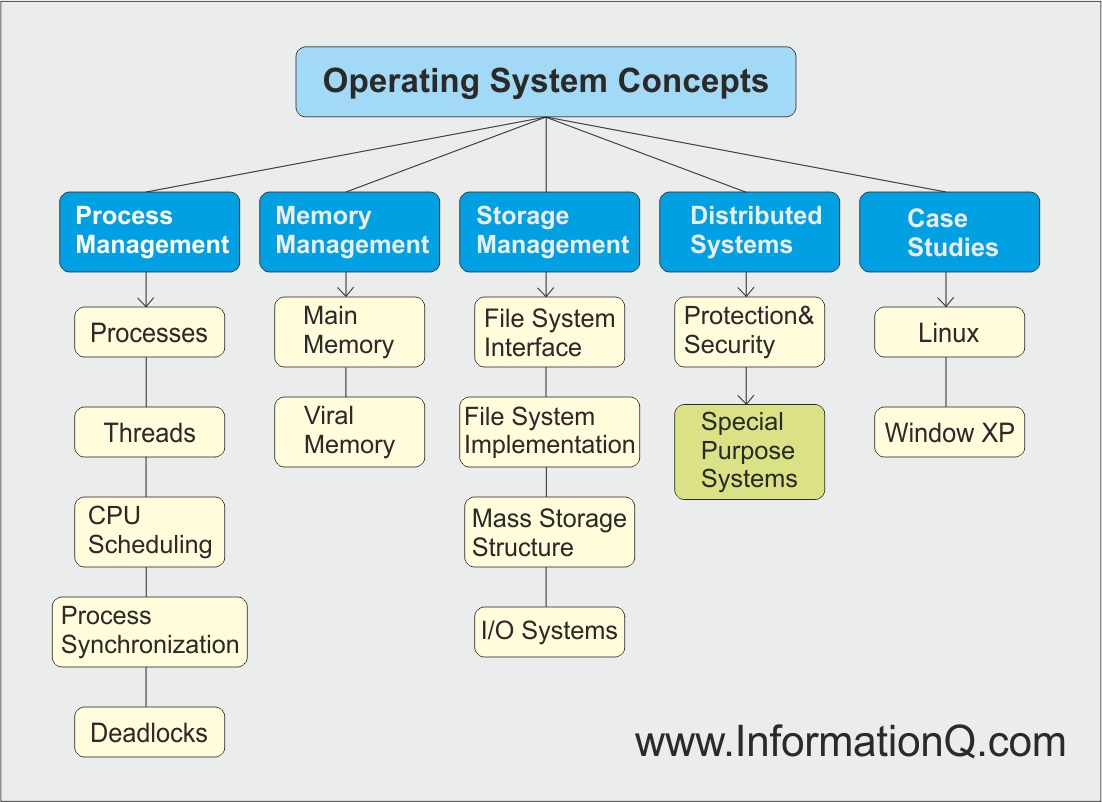 Operating System Concepts
Process
Management
Memory
Management
Storage
Management
Distributed
Systems
Case
Studies
Processes
Threads
CPU
Scheduling
Process
Synchronization
Deadlocks
Main
Memory
Viral
Memory
File System
Interface
File System
Implementation
Mass Storage
Structure
I/O Systems
Protection&
Security
Special
Purpose
Systems
Linux
Window XP
www.InformationQ.com